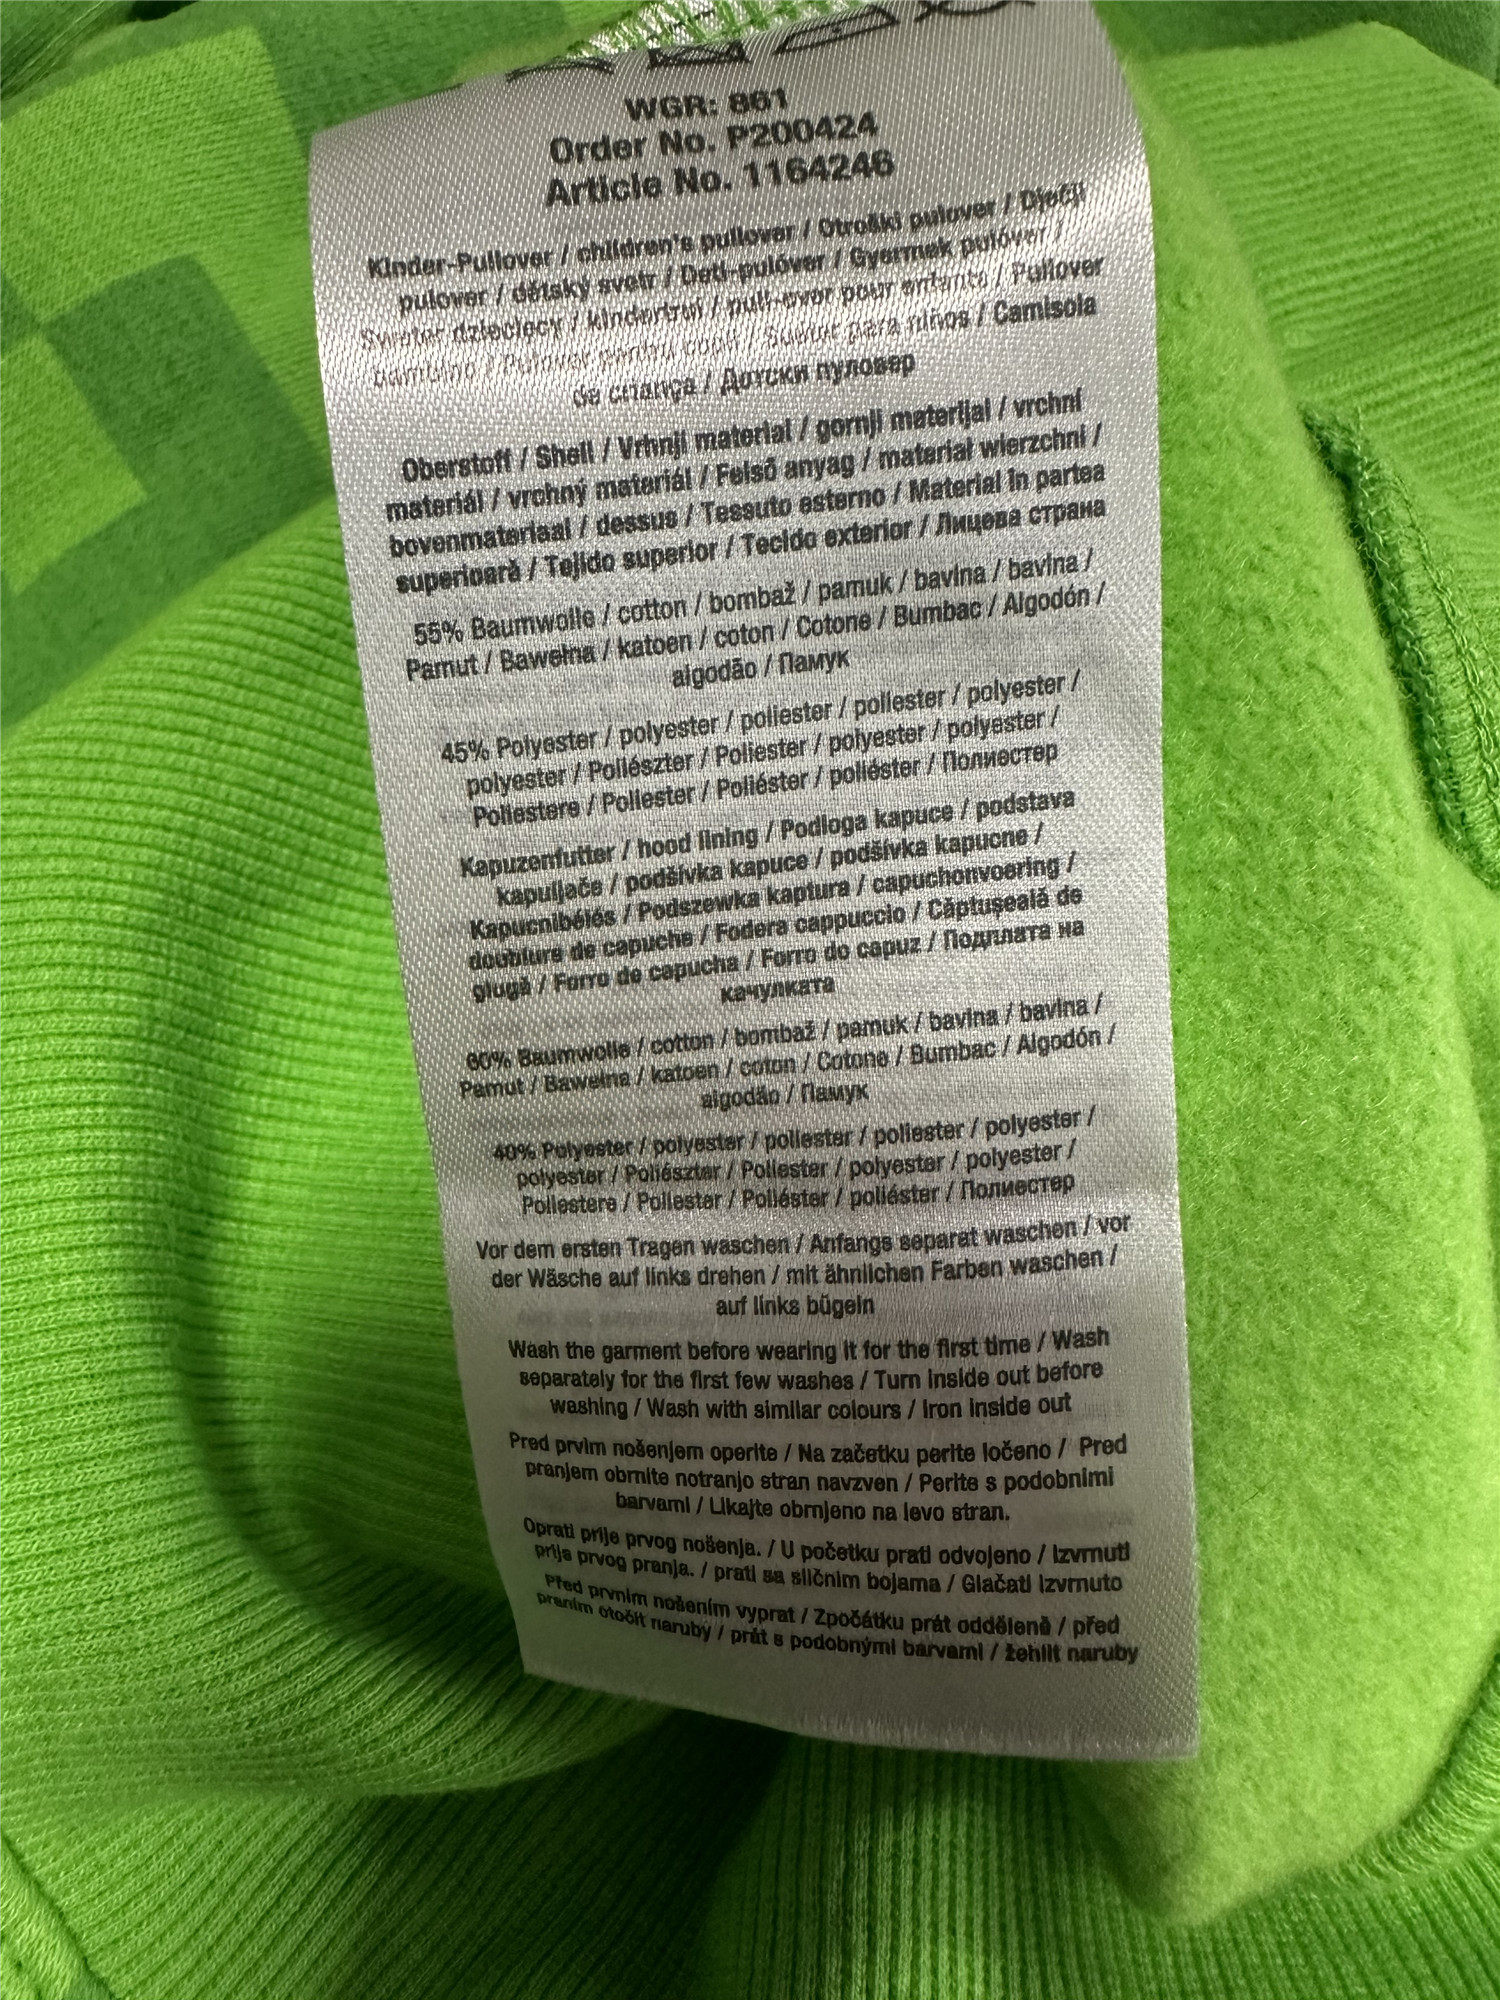 WGR: 861
Order No. P200424
Article No. 1164246
Kinder-Pullover / children's pullover / Otroški pulover / Dječji
pulover / dětský svetr / Deti-pulóver / Gyermek pulóver /
Sweter dziecięcy / kindertrui / pull-over pour enfants / Pullover
bambino / Pulover pentru copii / Suéter para niños / Camisola
de criança / Детски пуловер
Oberstoff / Shell / Vrhnji material / gornji materijal / vrchní
materiál / vrchný materiál / Felső anyag / materiał wierzchni /
bovenmateriaal / dessus / Tessuto esterno / Material în partea
superioară / Tejido superior / Tecido exterior / Лицева страна
55% Baumwolle / cotton / bombaž / pamuk / bavlna / bavlna /
Pamut / Bawełna / katoen / coton / Cotone / Bumbac / Algodón /
algodão / Памук
45% Polyester / polyester / poliester / poliester / polyester /
polyester / Poliészter / Poliester / polyester / polyester /
Poliestere / Poliester / Poliéster / poliéster / Полиестер
Kapuzenfutter / hood lining / Podloga kapuce / podstava
kapuljače / podšívka kapuce / podšívka kapucne /
Kapucnibélés / Podszewka kaptura / capuchonvoering /
doublure de capuche / Fodera cappuccio / Căptușeală de
glugă / Forro de capucha / Forro do capuz / Подплата на
качулката
60% Baumwolle / cotton / bombaž / pamuk / bavlna / bavlna /
Pamut / Bawełna / katoen / coton / Cotone / Bumbac / Algodón /
algodão / Памук
40% Polyester / polyester / poliester / poliester / polyester /
polyester / Poliészter / Poliester / polyester / polyester /
Poliestere / Poliester / Poliéster / poliéster / Полиестер
Vor dem ersten Tragen waschen / Anfangs separat waschen / vor
der Wäsche auf links drehen / mit ähnlichen Farben waschen /
auf links bügeln
Wash the garment before wearing it for the first time / Wash
separately for the first few washes / Turn inside out before
washing / Wash with similar colours / Iron inside out
Pred prvim nošenjem operite / Na začetku perite ločeno / Pred
pranjem obrnite notranjo stran navzven / Perite s podobnimi
barvami / Likajte obrnjeno na levo stran.
Oprati prije prvog nošenja. / U početku prati odvojeno / Izvrnuti
prije prvog pranja. / prati sa sličnim bojama / Glačati izvrnuto
Před prvním nošením vyprat / Zpočátku prát odděleně / před
praním otočit naruby / prát s podobnými barvami / žehlit naruby